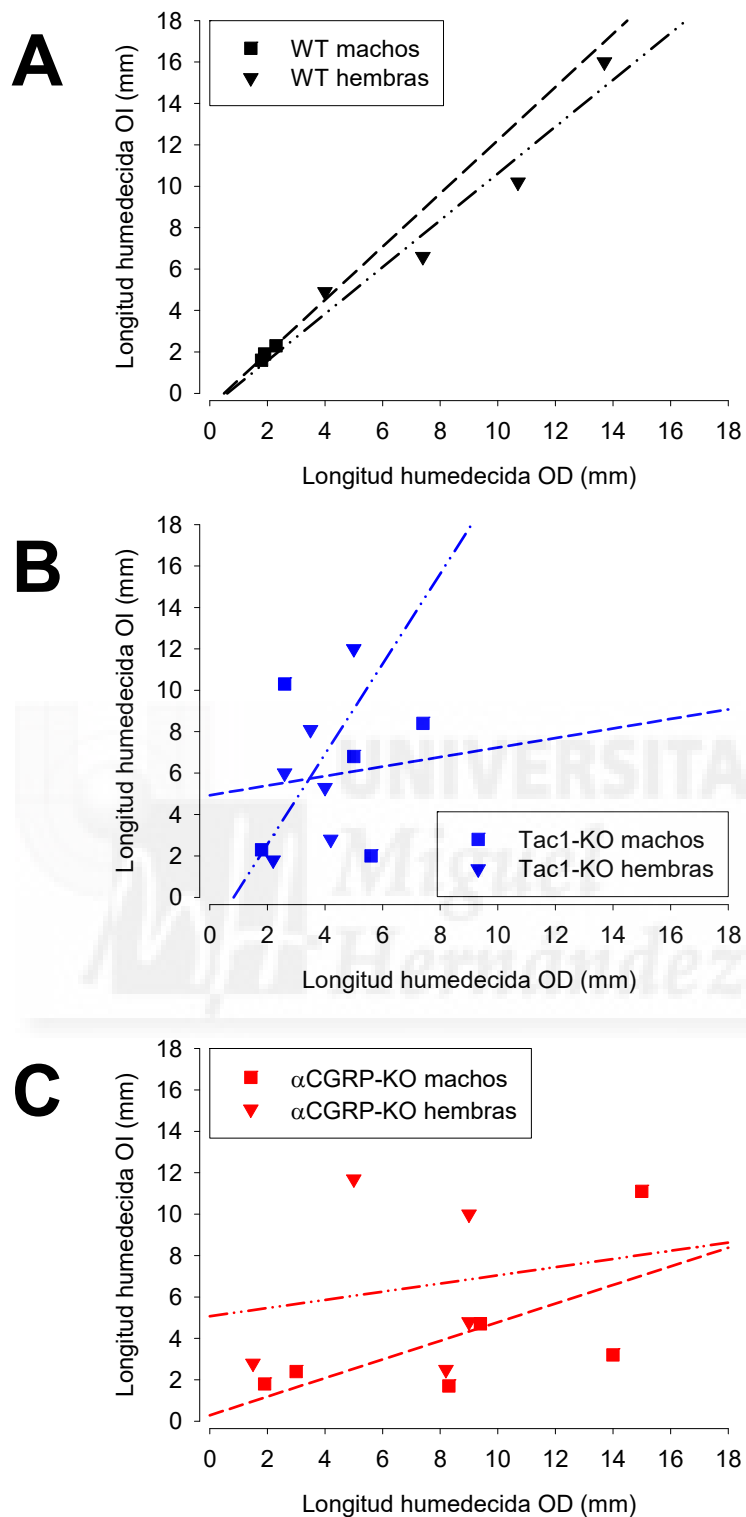 A
WT machos
WT hembras
Longitud humedecida OI (mm)
18
16
14
12
10
8
6
4
2
0
0 2 4 6 8 10 12 14 16 18
Longitud humedecida OD (mm)
B
Tac1-KO machos
Tac1-KO hembras
Longitud humedecida OI (mm)
18
16
14
12
10
8
6
4
2
0
0 2 4 6 8 10 12 14 16 18
Longitud humedecida OD (mm)
UNIVERSITA
Miguel
Hernández
C
αCGRP-KO machos
αCGRP-KO hembras
Longitud humedecida OI (mm)
18
16
14
12
10
8
6
4
2
0
0 2 4 6 8 10 12 14 16 18
Longitud humedecida OD (mm)